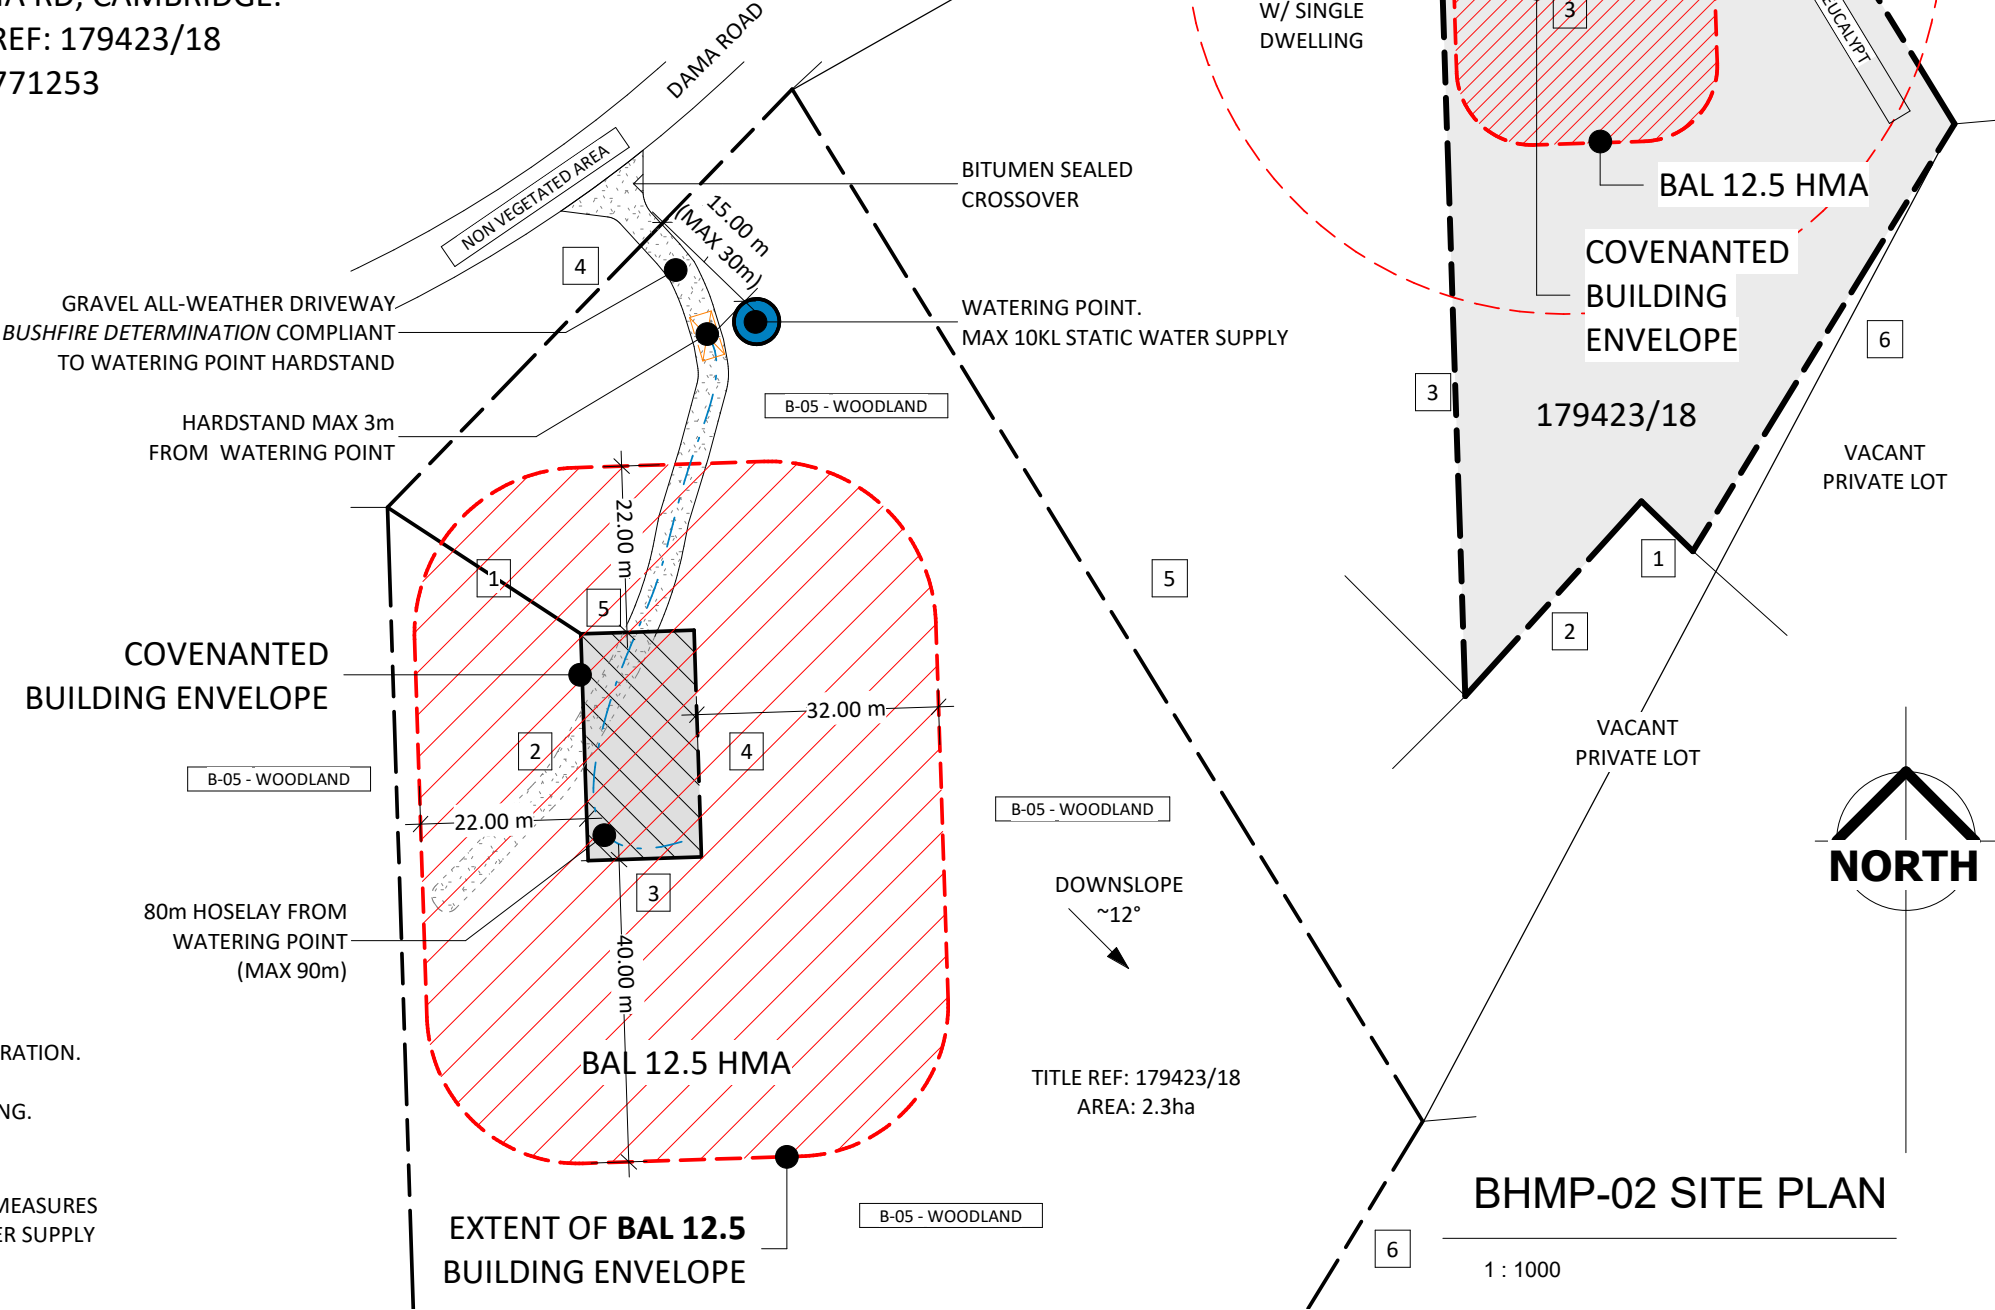 RD, CAMBRIDGE.
REF: 179423/18
771253
DAMA ROAD
NON VEGETATED AREA
BITUMEN SEALED
CROSSOVER
15.00 m
(MAX 30m)
4
GRAVEL ALL-WEATHER DRIVEWAY
BUSHFIRE DETERMINATION COMPLIANT
TO WATERING POINT HARDSTAND
WATERING POINT.
MAX 10KL STATIC WATER SUPPLY
HARDSTAND MAX 3m
FROM WATERING POINT
B-05 - WOODLAND
22.00 m
1
5
5
COVENANTED
BUILDING ENVELOPE
32.00 m
2
4
B-05 - WOODLAND
22.00 m
B-05 - WOODLAND
3
80m HOSELAY FROM
WATERING POINT
(MAX 90m)
40.00 m
DOWNSLOPE
~12°
BAL 12.5 HMA
TITLE REF: 179423/18
AREA: 2.3ha
RATION.
NG.
MEASURES
ER SUPPLY
EXTENT OF BAL 12.5
BUILDING ENVELOPE
B-05 - WOODLAND
6
W/ SINGLE
DWELLING
3
EUCALYPT
BAL 12.5 HMA
COVENANTED
BUILDING
ENVELOPE
6
3
179423/18
VACANT
PRIVATE LOT
1
2
VACANT
PRIVATE LOT
NORTH
BHMP-02 SITE PLAN
1 : 1000